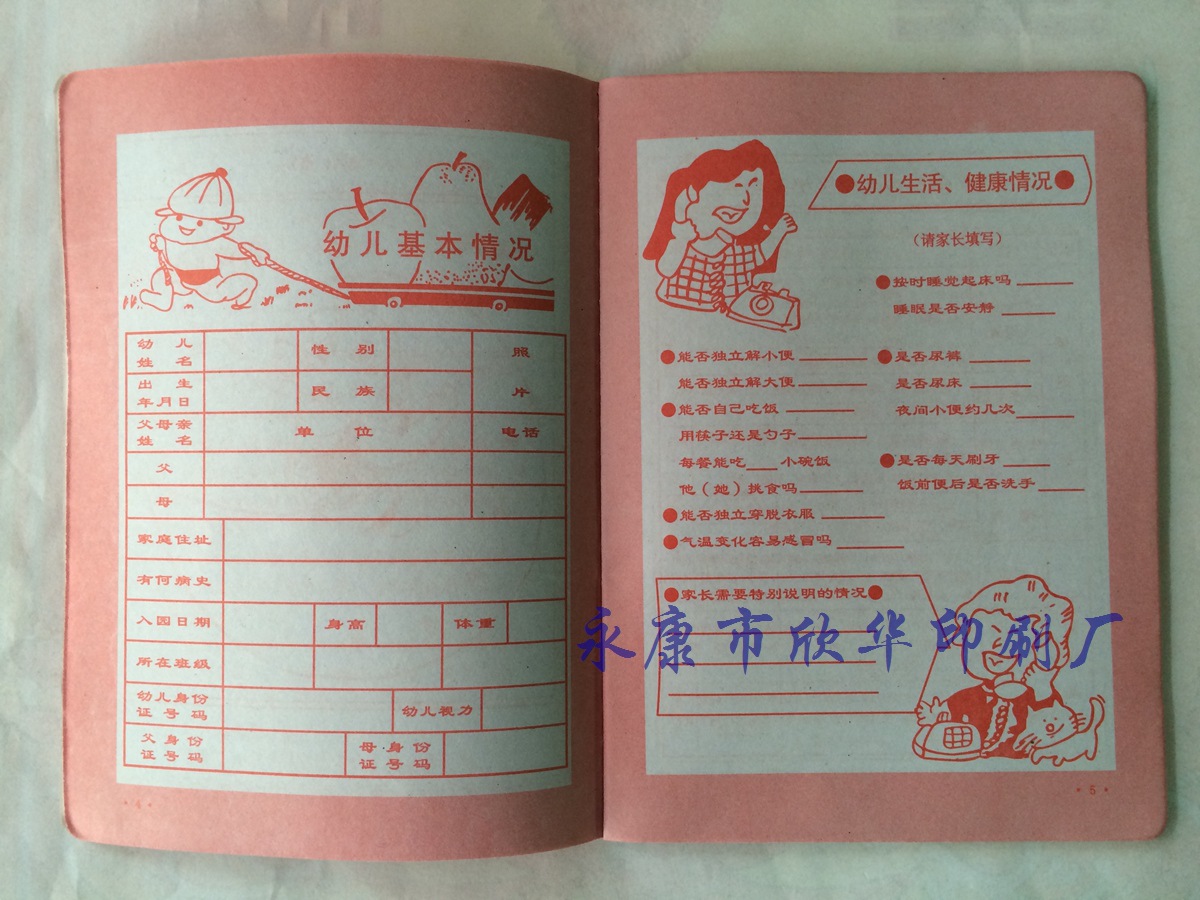 幼儿基本情况
幼儿 性别 照
姓名
出生 民族 片
年月日
父母亲 单位 电话
姓名
父
母
家庭住址
有何病史
入园日期 身高 体重
所在班级
幼儿身份 幼儿视力
证号码
父身份 母身份
证号码 证号码
·4·
●幼儿生活、健康情况●
(请家长填写)
●按时睡觉起床吗
睡眠是否安静
●能否独立解小便 ●是否尿裤
能否独立解大便 是否尿床
●能否自己吃饭 夜间小便约几次
用筷子还是勺子
每餐能吃___小碗饭 ●是否每天刷牙
他(她)挑食吗 饭前便后是否洗手
●能否独立穿脱衣服
●气温变化容易感冒吗
●家长需要特别说明的情况●
永康市欣华印刷厂
·5·